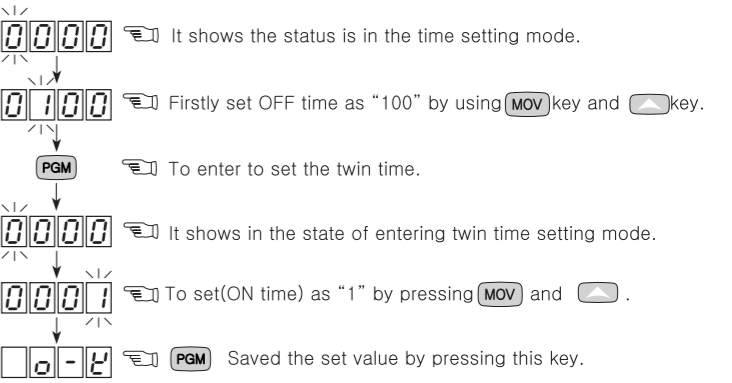 0000 It shows the status is in the time setting mode.
0100 Firstly set OFF time as “100” by using MOV key and key.
PGM To enter to set the twin time.
0000 It shows in the state of entering twin time setting mode.
0001 To set(ON time) as “1” by pressing MOV and .
o-Y PGM Saved the set value by pressing this key.